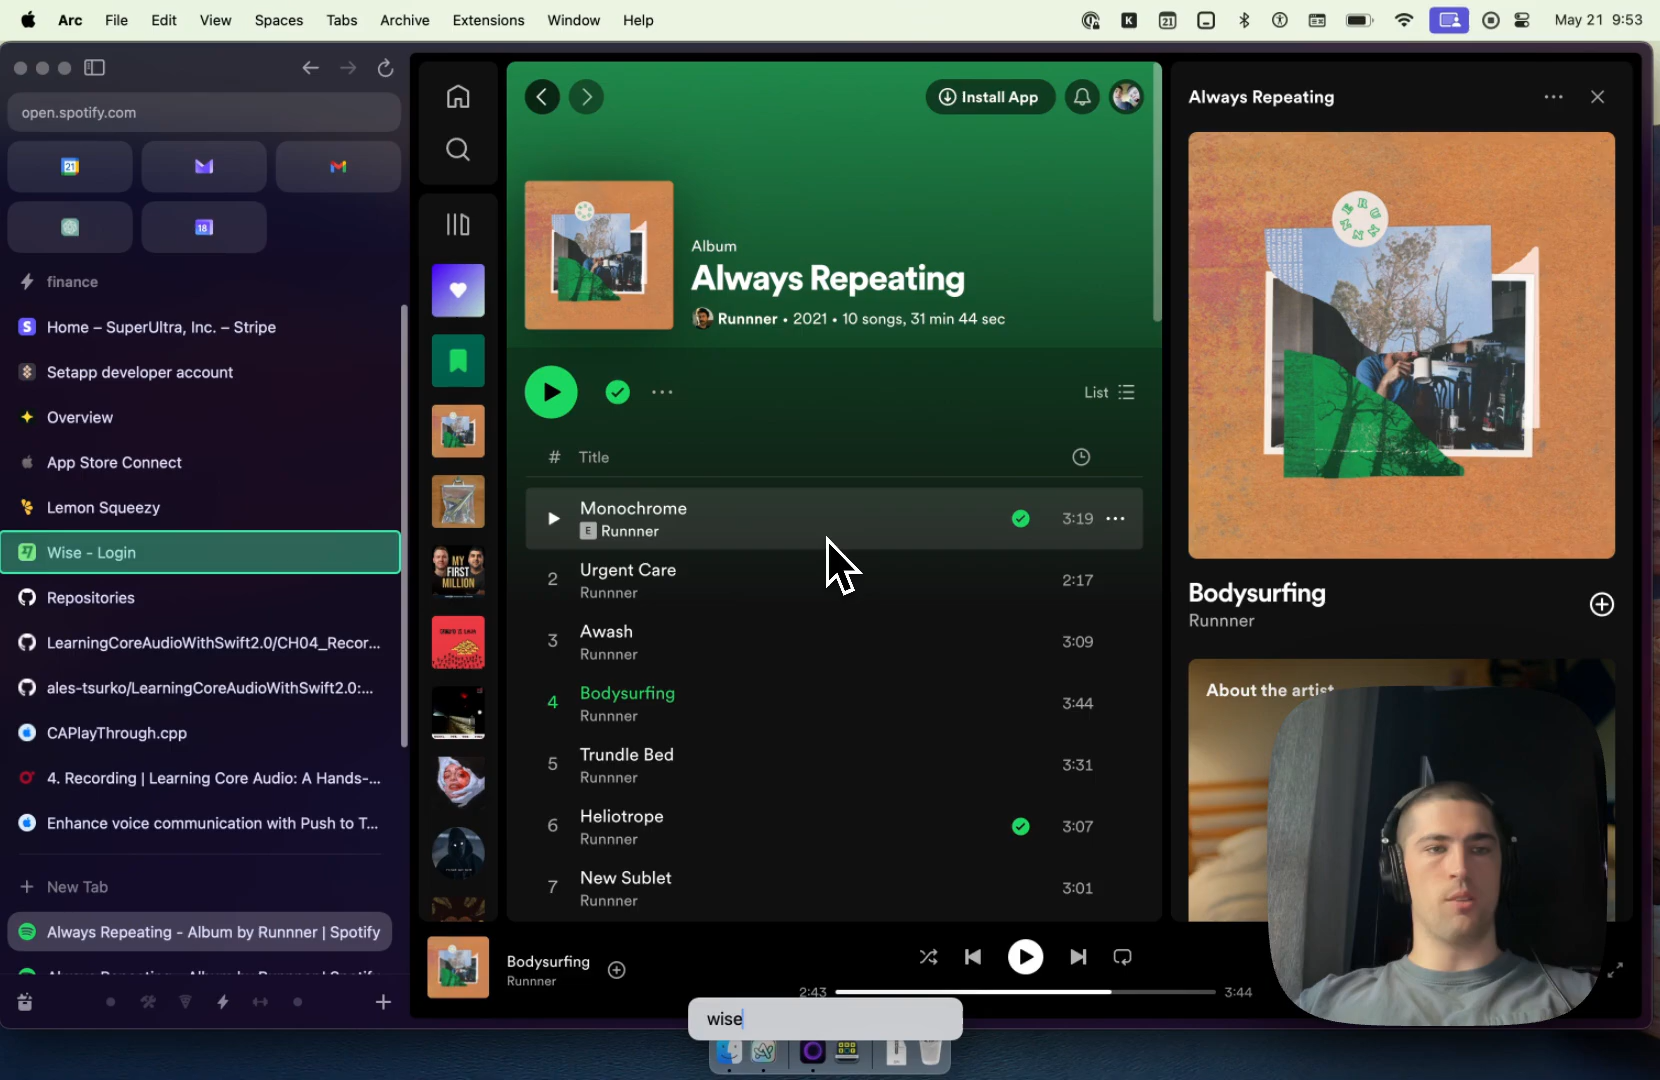 Arc File Edit View Spaces Tabs Archive Extensions Window Help
K
21
May 21 9:53
open.spotify.com
21
18
finance
Home – SuperUltra, Inc. – Stripe
Setapp developer account
Overview
App Store Connect
Lemon Squeezy
Wise - Login
Repositories
LearningCoreAudioWithSwift2.0/CH04_Recor...
ales-tsurko/LearningCoreAudioWithSwift2.0:...
CAPlayThrough.cpp
4. Recording | Learning Core Audio: A Hands-...
Enhance voice communication with Push to T...
New Tab
Always Repeating - Album by Runnner | Spotify
MY
FIRST
MILLION
Install App
Album
Always Repeating
Runnner • 2021 • 10 songs, 31 min 44 sec
List
# Title
Monochrome
E Runnner
3:19
2 Urgent Care
Runnner
2:17
3 Awash
Runnner
3:09
4 Bodysurfing
Runnner
3:44
5 Trundle Bed
Runnner
3:31
6 Heliotrope
Runnner
3:07
7 New Sublet
Runnner
3:01
Always Repeating
Bodysurfing
Runnner
About the artist
Bodysurfing
Runnner
2:43
3:44
wise